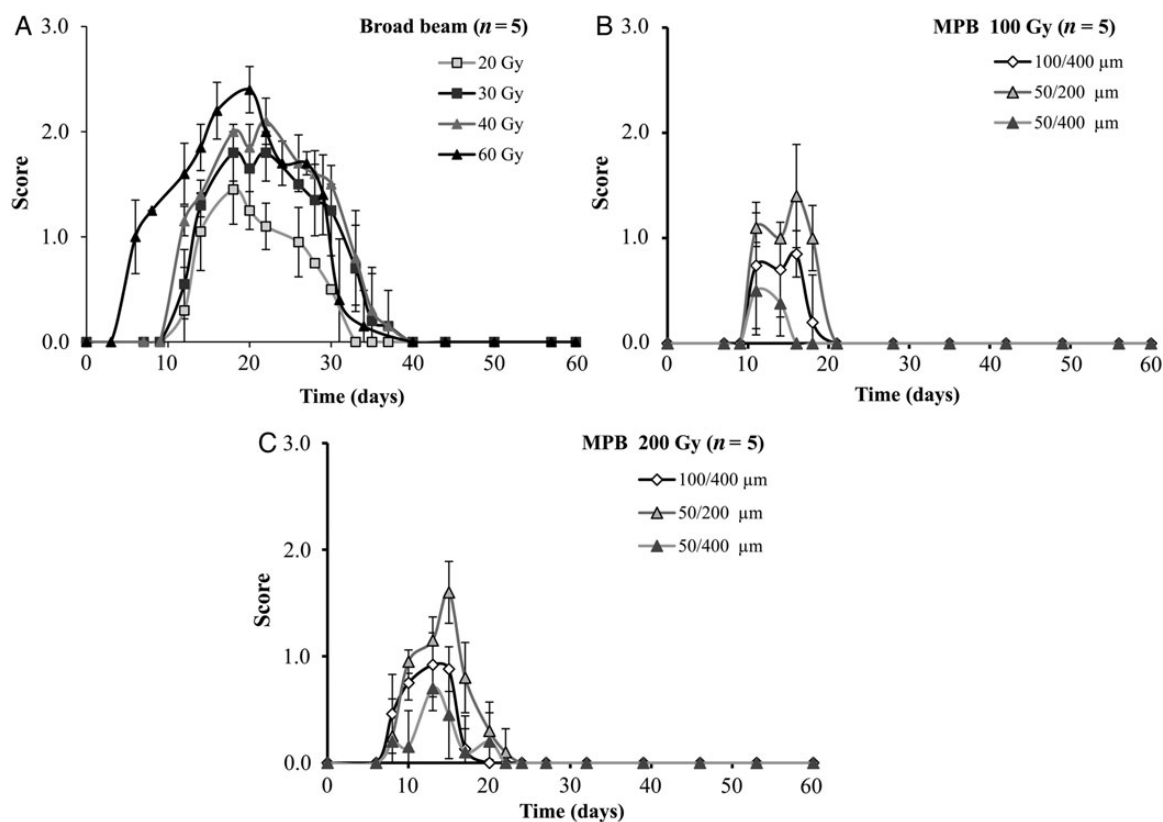 A
Broad beam (n = 5)
20 Gy
30 Gy
40 Gy
60 Gy
3.0
2.0
1.0
0.0
Score
0 10 20 30 40 50 60
Time (days)
B
MPB 100 Gy (n = 5)
100/400 µm
50/200 µm
50/400 µm
3.0
2.0
1.0
0.0
Score
0 10 20 30 40 50 60
Time (days)
C
MPB 200 Gy (n = 5)
100/400 µm
50/200 µm
50/400 µm
3.0
2.0
1.0
0.0
Score
0 10 20 30 40 50 60
Time (days)